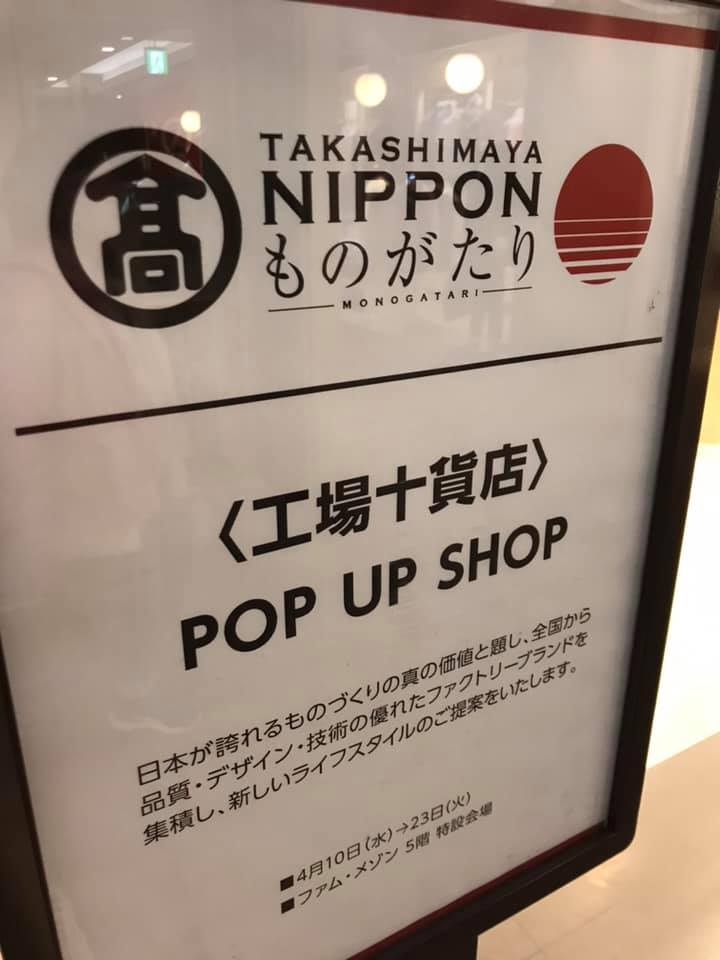 髙
TAKASHIMAYA
NIPPON
ものがたり
MONOGATARI
〈工場十貨店〉
POP UP SHOP
日本が誇れるものづくりの真の価値と題し、全国から
品質・デザイン・技術の優れたファクトリーブランドを
集積し、新しいライフスタイルのご提案をいたします。
■4月10日(水)→23日(火)
■ファム・メゾン 5階 特設会場